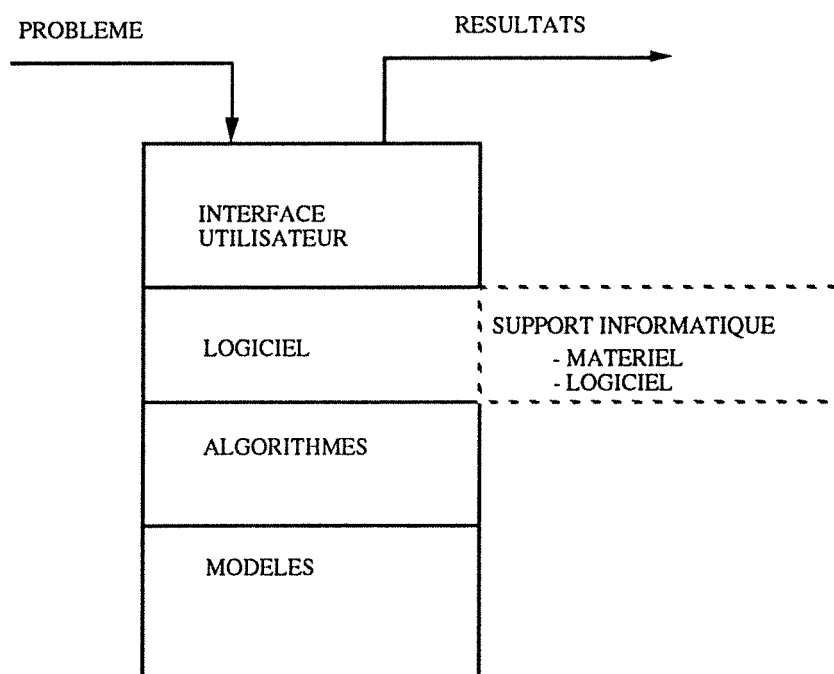 PROBLEME
RESULTATS
INTERFACE
UTILISATEUR
LOGICIEL
SUPPORT INFORMATIQUE
- MATERIEL
- LOGICIEL
ALGORITHMES
MODELES